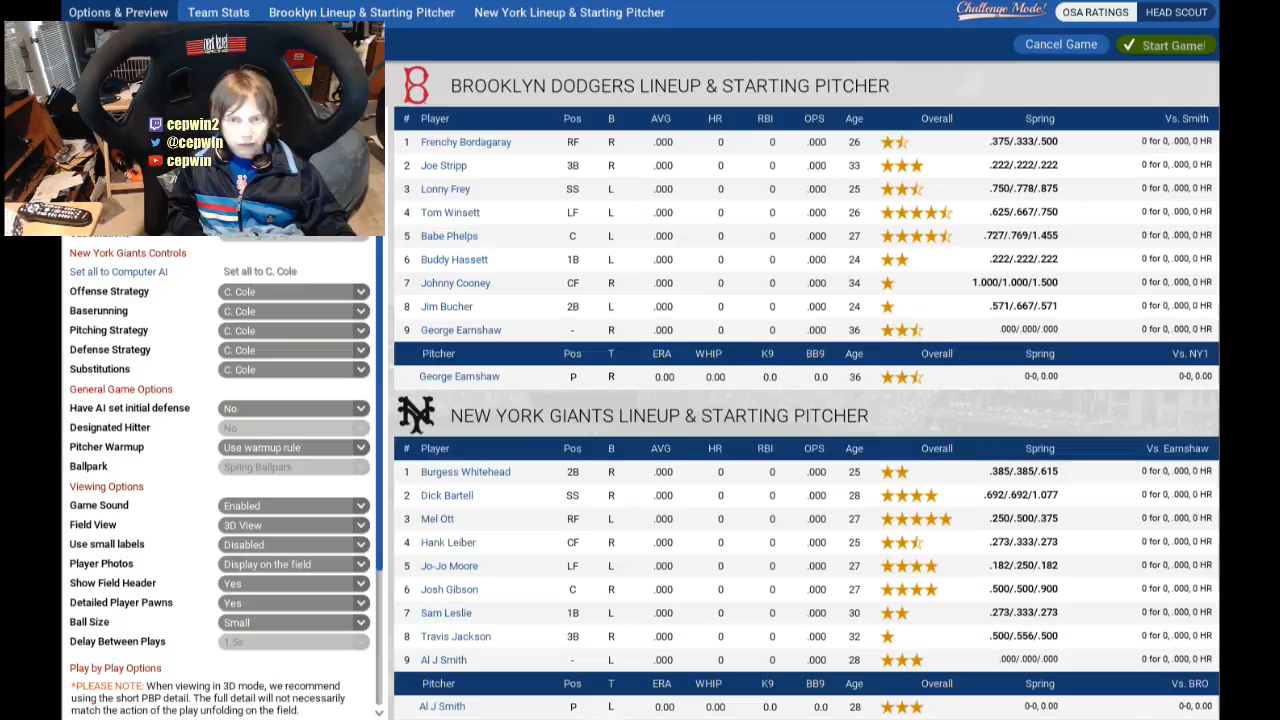 Options & Preview Team Stats Brooklyn Lineup & Starting Pitcher New York Lineup & Starting Pitcher Challenge Mode! OSA RATINGS HEAD SCOUT
Cancel Game Start Game!
cepwin2
@cepwin
cepwin
New York Giants Controls
Set all to Computer AI Set all to C. Cole
Offense Strategy C. Cole
Baserunning C. Cole
Pitching Strategy C. Cole
Defense Strategy C. Cole
Substitutions C. Cole
General Game Options
Have AI set initial defense No
Designated Hitter No
Pitcher Warmup Use warmup rule
Ballpark Spring Ballpark
Viewing Options
Game Sound Enabled
Field View 3D View
Use small labels Disabled
Player Photos Display on the field
Show Field Header Yes
Detailed Player Pawns Yes
Ball Size Small
Delay Between Plays 1.5s
Play by Play Options
*PLEASE NOTE: When viewing in 3D mode, we recommend
using the short PBP detail. The full detail will not necessarily
match the action of the play unfolding on the field.
BROOKLYN DODGERS LINEUP & STARTING PITCHER
# Player Pos B AVG HR RBI OPS Age Overall Spring Vs. Smith
1 Frenchy Bordagaray RF R .000 0 0 .000 26 .375/.333/.500 0 for 0, .000, 0 HR
2 Joe Stripp 3B R .000 0 0 .000 33 .222/.222/.222 0 for 0, .000, 0 HR
3 Lonny Frey SS L .000 0 0 .000 25 .750/.778/.875 0 for 0, .000, 0 HR
4 Tom Winsett LF L .000 0 0 .000 26 .625/.667/.750 0 for 0, .000, 0 HR
5 Babe Phelps C L .000 0 0 .000 27 .727/.769/1.455 0 for 0, .000, 0 HR
6 Buddy Hassett 1B L .000 0 0 .000 24 .222/.222/.222 0 for 0, .000, 0 HR
7 Johnny Cooney CF R .000 0 0 .000 34 1.000/1.000/1.500 0 for 0, .000, 0 HR
8 Jim Bucher 2B L .000 0 0 .000 24 .571/.667/.571 0 for 0, .000, 0 HR
9 George Earnshaw - R .000 0 0 .000 36 .000/.000/.000 0 for 0, .000, 0 HR
Pitcher Pos T ERA WHIP K9 BB9 Age Overall Spring Vs. NY1
George Earnshaw P R 0.00 0.00 0.0 0.0 36 0-0, 0.00 0-0, 0.00
NEW YORK GIANTS LINEUP & STARTING PITCHER
# Player Pos B AVG HR RBI OPS Age Overall Spring Vs. Earnshaw
1 Burgess Whitehead 2B R .000 0 0 .000 25 .385/.385/.615 0 for 0, .000, 0 HR
2 Dick Bartell SS R .000 0 0 .000 28 .692/.692/1.077 0 for 0, .000, 0 HR
3 Mel Ott RF L .000 0 0 .000 27 .250/.500/.375 0 for 0, .000, 0 HR
4 Hank Leiber CF R .000 0 0 .000 25 .273/.333/.273 0 for 0, .000, 0 HR
5 Jo-Jo Moore LF L .000 0 0 .000 27 .182/.250/.182 0 for 0, .000, 0 HR
6 Josh Gibson C R .000 0 0 .000 27 .500/.500/.900 0 for 0, .000, 0 HR
7 Sam Leslie 1B L .000 0 0 .000 30 .273/.333/.273 0 for 0, .000, 0 HR
8 Travis Jackson 3B R .000 0 0 .000 32 .500/.556/.500 0 for 0, .000, 0 HR
9 Al J Smith - L .000 0 0 .000 28 .000/.000/.000 0 for 0, .000, 0 HR
Pitcher Pos T ERA WHIP K9 BB9 Age Overall Spring Vs. BRO
Al J Smith P L 0.00 0.00 0.0 0.0 28 0-0, 0.00 0-0, 0.00